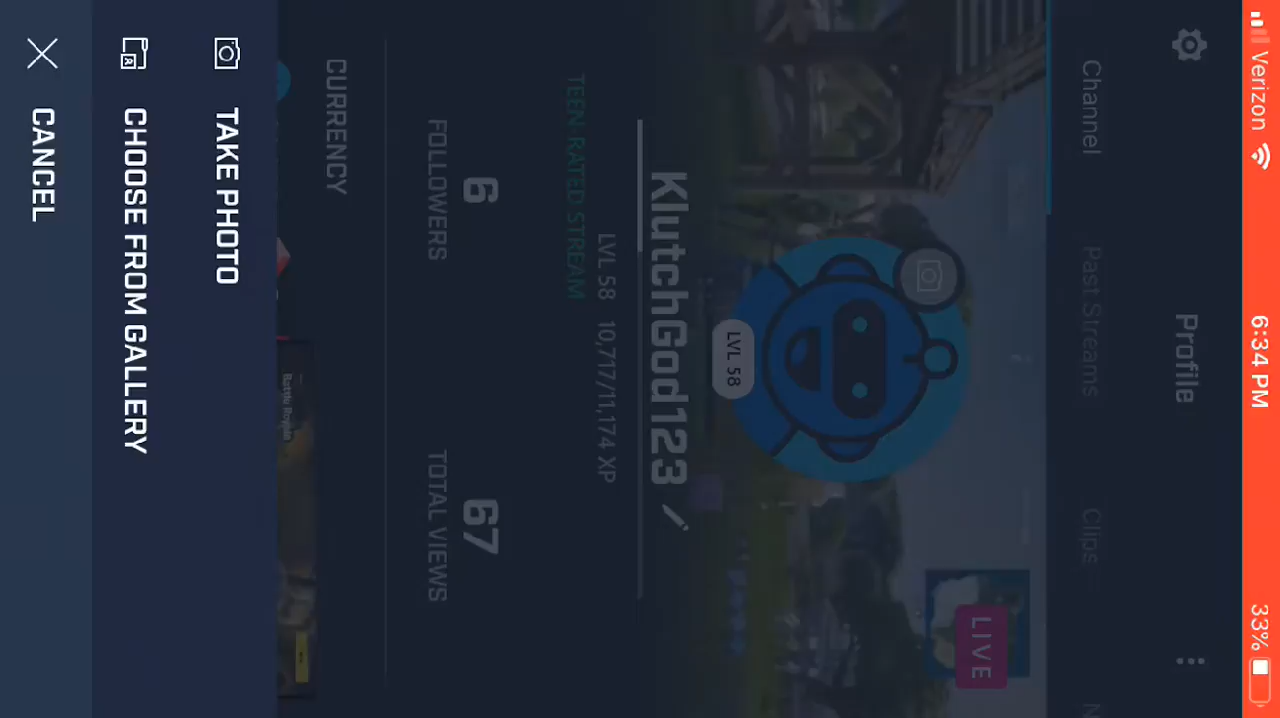 Verizon 6:34 PM 33%
Profile
Channel Past Streams Clips N
LIVE
LVL 58
KlutchGod123
LVL 58 10,717/11,174 XP
TEEN-RATED STREAM
6 67
FOLLOWERS TOTAL VIEWS
CURRENCY
Battle Royale
TAKE PHOTO
CHOOSE FROM GALLERY
CANCEL